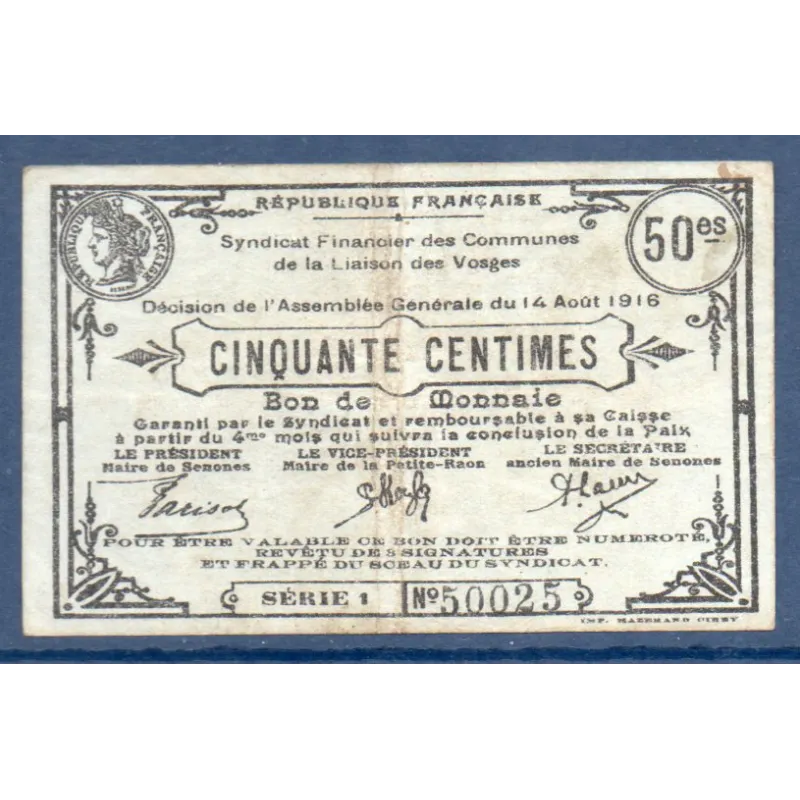 RÉPUBLIQUE FRANÇAISE
RÉPUBLIQUE FRANÇAISE
50es
Syndicat Financier des Communes
de la Liaison des Vosges
Décision de l'Assemblée Générale du 14 Août 1916
CINQUANTE CENTIMES
Bon de Monnaie
Garanti par le Syndicat et remboursable à sa Caisse
à partir du 4me mois qui suivra la conclusion de la Paix
LE PRÉSIDENT LE VICE-PRÉSIDENT LE SECRÉTAIRE
Maire de Senones Maire de la Petite-Raon ancien Maire de Senones
POUR ÊTRE VALABLE CE BON DOIT ÊTRE NUMEROTÉ,
REVÊTU DE 3 SIGNATURES
ET FRAPPÉ DU SCEAU DU SYNDICAT.
SÉRIE 1 No 50025
IMP. CIREY